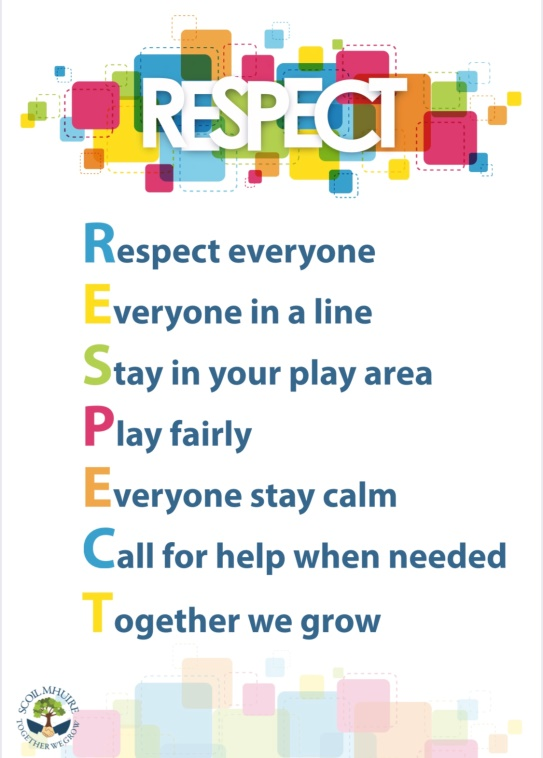 RESPECT
Respect everyone
Everyone in a line
Stay in your play area
Play fairly
Everyone stay calm
Call for help when needed
Together we grow
SCOIL MHUIRE
TOGETHER WE GROW